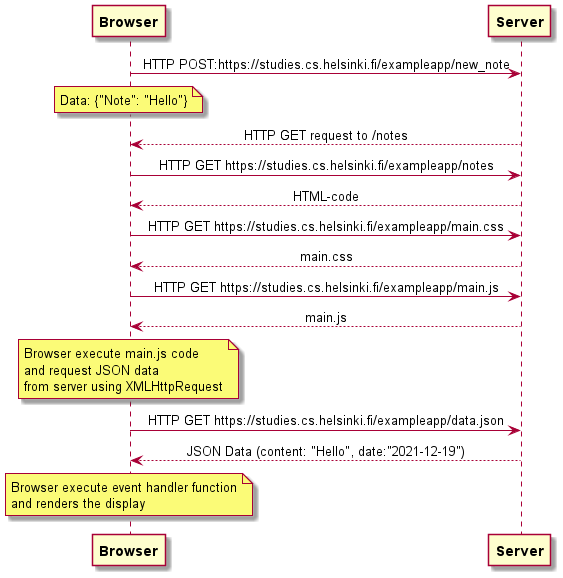 Browser Server
HTTP POST:https://studies.cs.helsinki.fi/exampleapp/new_note
Data: {"Note": "Hello"}
HTTP GET request to /notes
HTTP GET https://studies.cs.helsinki.fi/exampleapp/notes
HTML-code
HTTP GET https://studies.cs.helsinki.fi/exampleapp/main.css
main.css
HTTP GET https://studies.cs.helsinki.fi/exampleapp/main.js
main.js
Browser execute main.js code
and request JSON data
from server using XMLHttpRequest
HTTP GET https://studies.cs.helsinki.fi/exampleapp/data.json
JSON Data (content: "Hello", date:"2021-12-19")
Browser execute event handler function
and renders the display
Browser Server